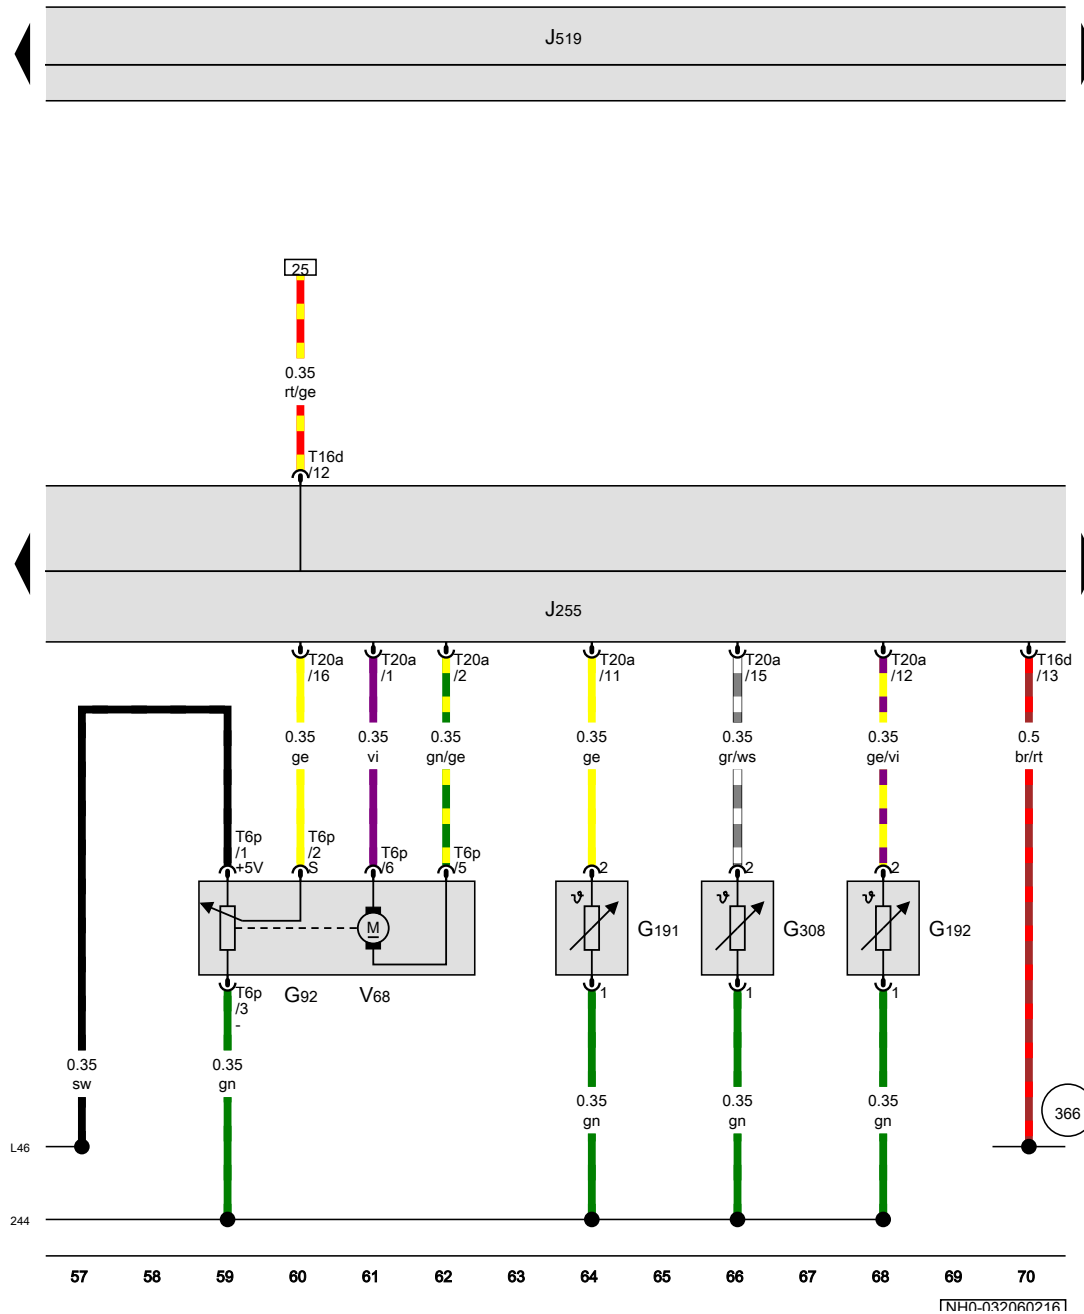 J519
25
0.35
rt/ge
T16d
/12
J255
T20a
/16
T20a
/1
T20a
/2
T20a
/11
T20a
/15
T20a
/12
T16d
/13
0.35
ge
0.35
vi
0.35
gn/ge
0.35
ge
0.35
gr/ws
0.35
ge/vi
0.5
br/rt
T6p
/1
+5V
T6p
/2
S
T6p
/6
T6p
/5
2
2
2
M
G191
G308
G192
T6p
/3
-
G92
V68
1
1
1
0.35
sw
0.35
gn
0.35
gn
0.35
gn
0.35
gn
366
L46
244
57 58 59 60 61 62 63 64 65 66 67 68 69 70
NH0-032060216